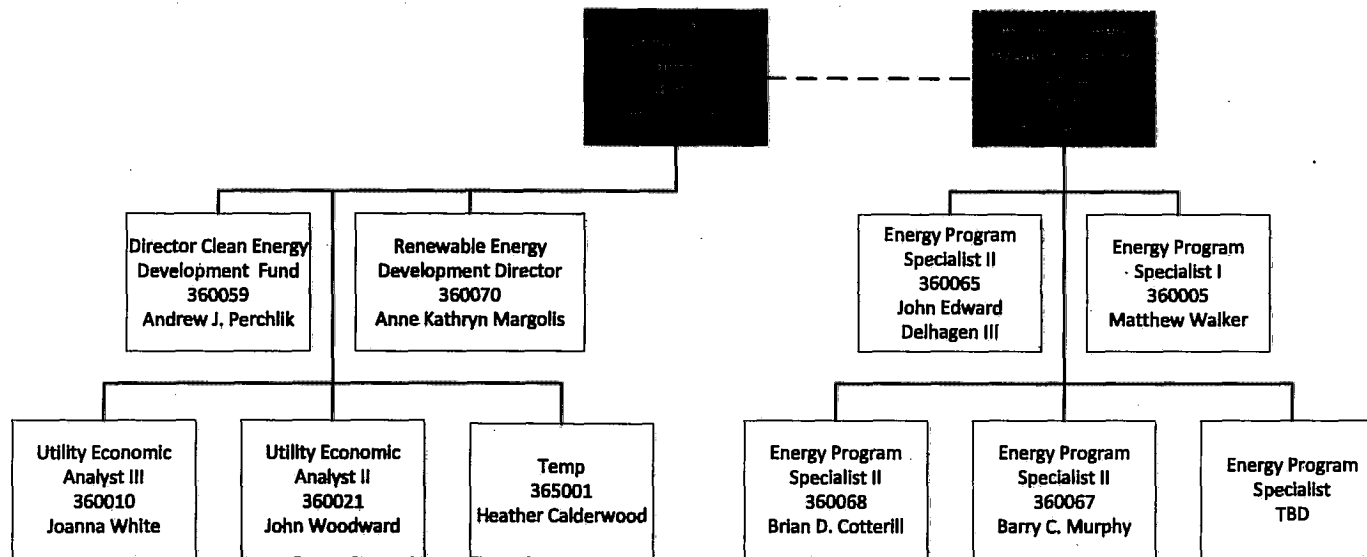 Director Clean Energy
Development Fund
360059
Andrew J. Perchlik
Renewable Energy
Development Director
360070
Anne Kathryn Margolis
Energy Program
Specialist II
360065
John Edward
Delhagen III
Energy Program
Specialist I
360005
Matthew Walker
Utility Economic
Analyst III
360010
Joanna White
Utility Economic
Analyst II
360021
John Woodward
Temp
365001
Heather Calderwood
Energy Program
Specialist II
360068
Brian D. Cotterill
Energy Program
Specialist II
360067
Barry C. Murphy
Energy Program
Specialist
TBD